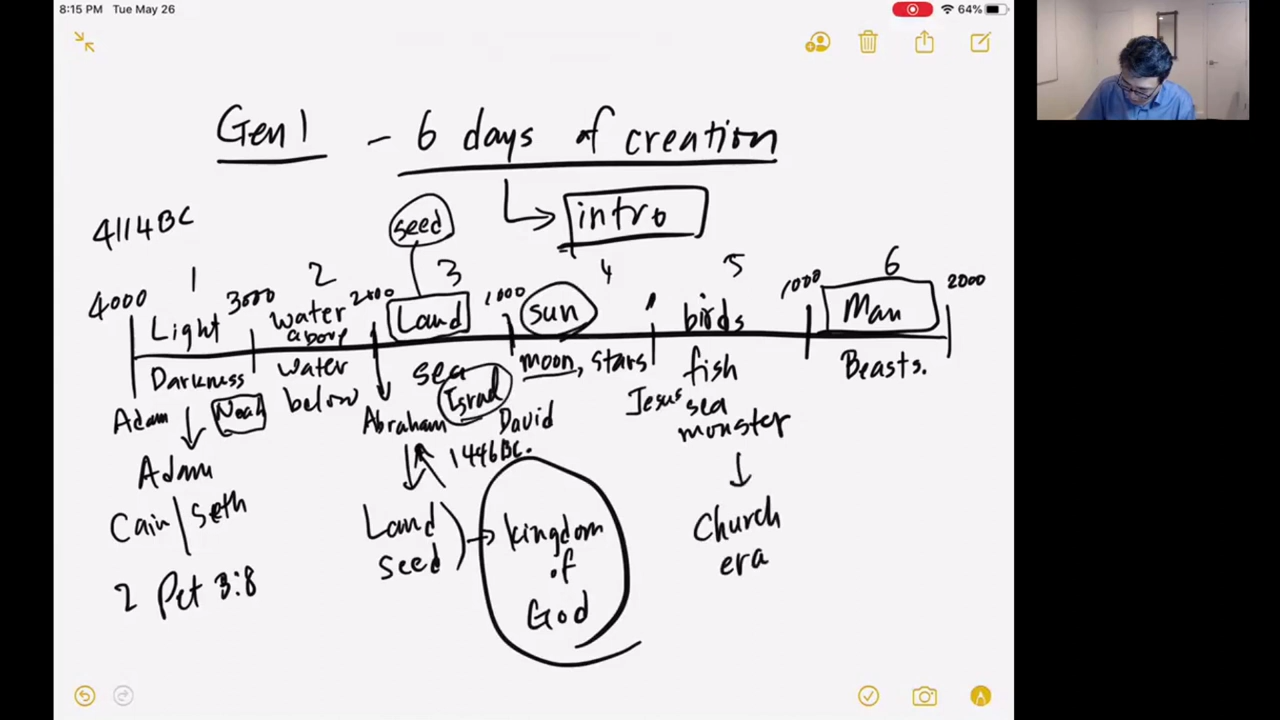 8:15 PM Tue May 26
64%
Gen 1 - 6 days of creation
intro
seed
4114BC
1 2 3 4 5 6
4000 3000 1000 1000 2000
Light water above Land sun birds Man
Darkness water below sea moon, stars fish Beasts.
Adam Noah Abraham Israel David Jesus sea monster
1446BC.
Adam
Cain / Seth
Land
seed
kingdom
of
God
Church
era
2 Pet 3:8